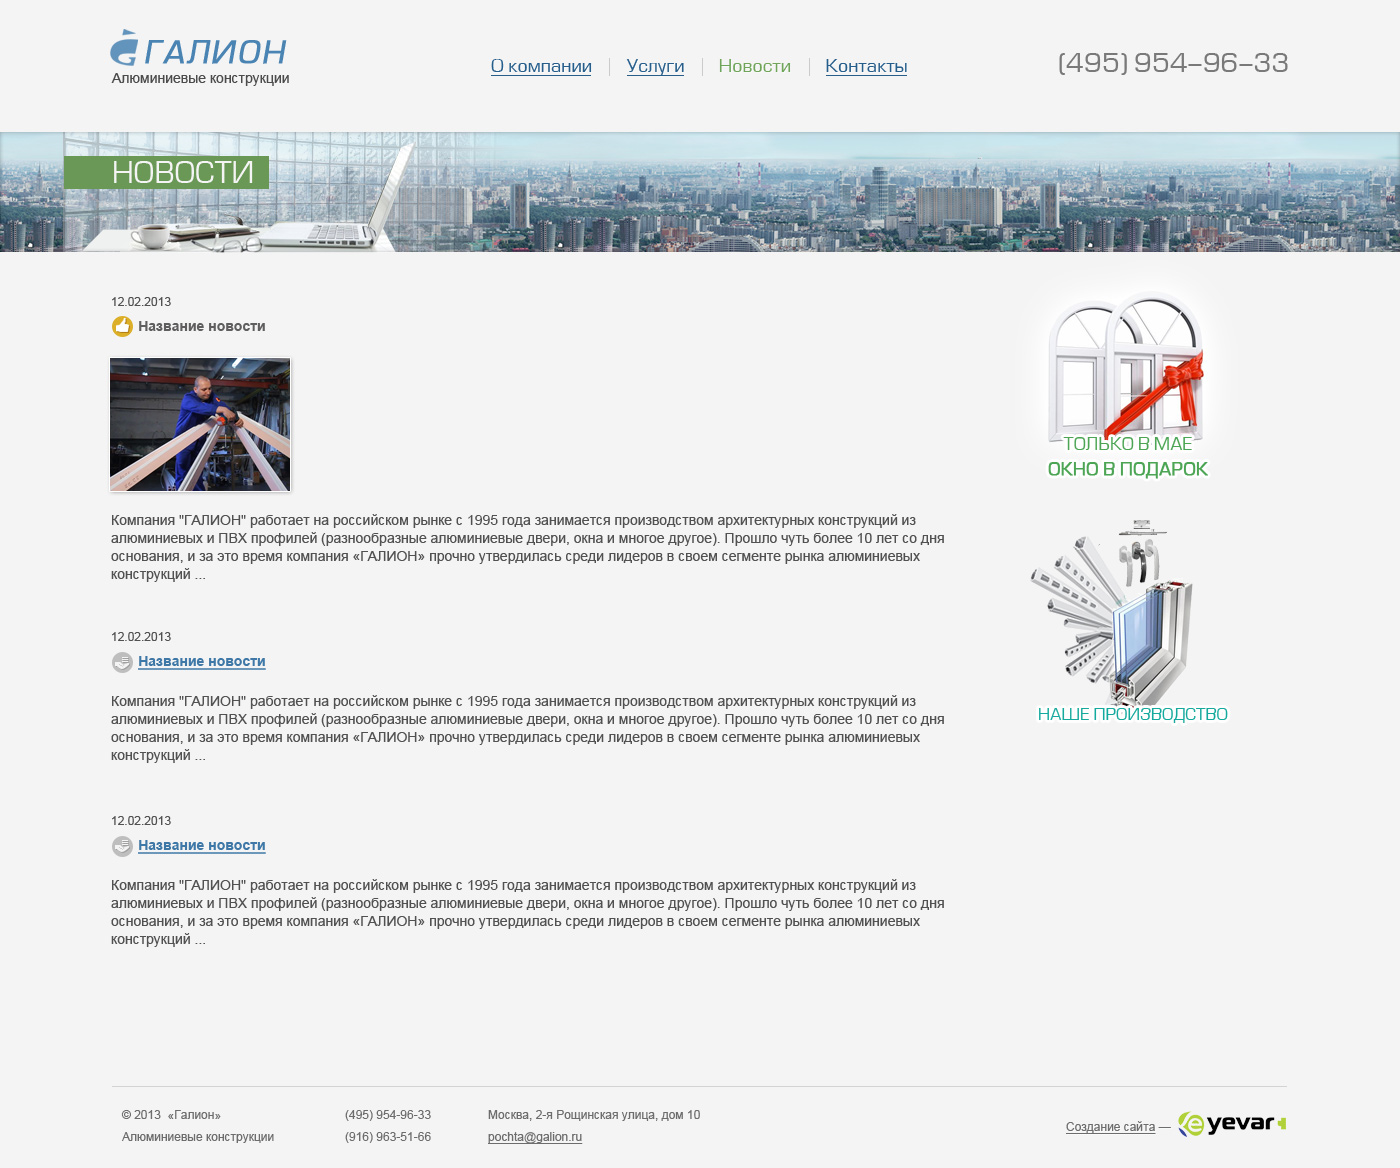 ГАЛИОН
Алюминиевые конструкции
О компании
Услуги
Новости
Контакты
(495) 954-96-33
НОВОСТИ
12.02.2013
Название новости
Компания "ГАЛИОН" работает на российском рынке с 1995 года занимается производством архитектурных конструкций из
алюминиевых и ПВХ профилей (разнообразные алюминиевые двери, окна и многое другое). Прошло чуть более 10 лет со дня
основания, и за это время компания «ГАЛИОН» прочно утвердилась среди лидеров в своем сегменте рынка алюминиевых
конструкций ...
12.02.2013
Название новости
Компания "ГАЛИОН" работает на российском рынке с 1995 года занимается производством архитектурных конструкций из
алюминиевых и ПВХ профилей (разнообразные алюминиевые двери, окна и многое другое). Прошло чуть более 10 лет со дня
основания, и за это время компания «ГАЛИОН» прочно утвердилась среди лидеров в своем сегменте рынка алюминиевых
конструкций ...
12.02.2013
Название новости
Компания "ГАЛИОН" работает на российском рынке с 1995 года занимается производством архитектурных конструкций из
алюминиевых и ПВХ профилей (разнообразные алюминиевые двери, окна и многое другое). Прошло чуть более 10 лет со дня
основания, и за это время компания «ГАЛИОН» прочно утвердилась среди лидеров в своем сегменте рынка алюминиевых
конструкций ...
ТОЛЬКО В МАЕ
ОКНО В ПОДАРОК
НАШЕ ПРОИЗВОДСТВО
© 2013 «Галион»
Алюминиевые конструкции
(495) 954-96-33
(916) 963-51-66
Москва, 2-я Рощинская улица, дом 10
pochta@galion.ru
Создание сайта —
yevar